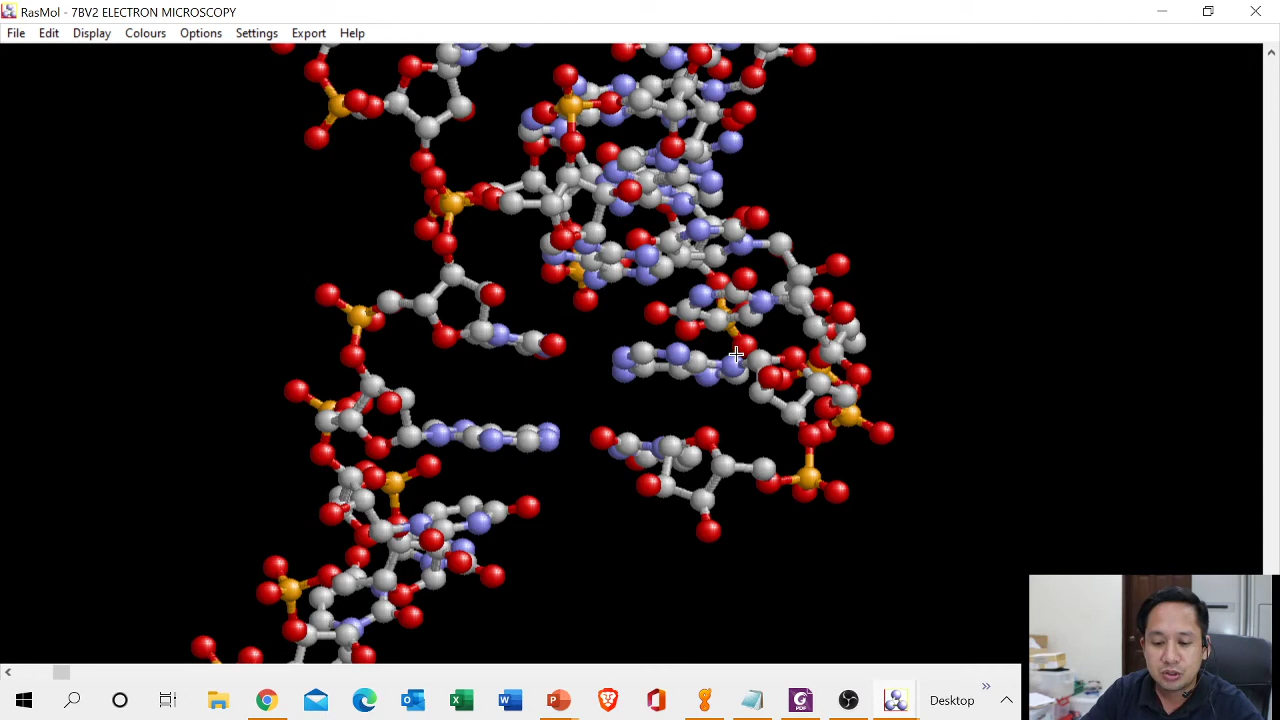 RasMol - 7BV2 ELECTRON MICROSCOPY
File Edit Display Colours Options Settings Export Help
Desktop